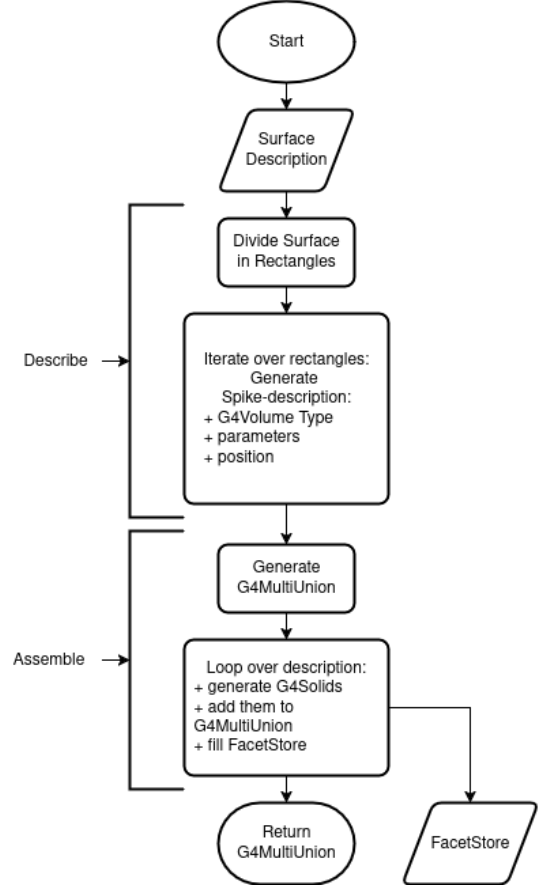 Start
Surface
Description
Divide Surface
in Rectangles
Describe
Iterate over rectangles:
Generate
Spike-description:
+ G4Volume Type
+ parameters
+ position
Generate
G4MultiUnion
Assemble
Loop over description:
+ generate G4Solids
+ add them to
G4MultiUnion
+ fill FacetStore
Return
G4MultiUnion
FacetStore